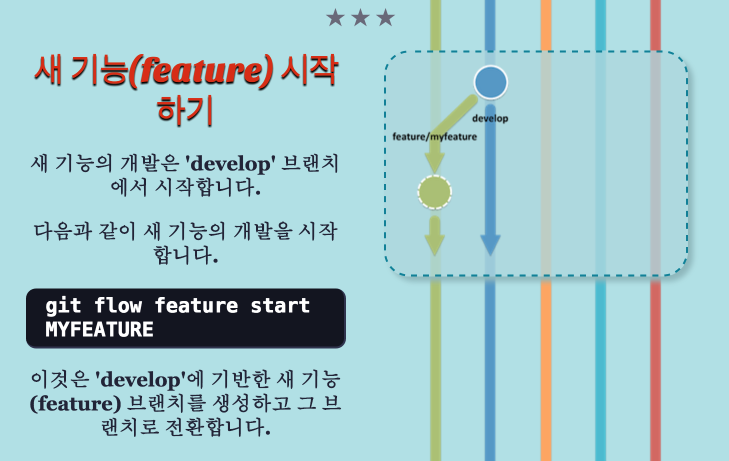 ★ ★ ★
새 기능(feature) 시작
하기
새 기능의 개발은 'develop' 브랜치
에서 시작합니다.
다음과 같이 새 기능의 개발을 시작
합니다.
git flow feature start
MYFEATURE
이것은 'develop'에 기반한 새 기능
(feature) 브랜치를 생성하고 그 브
랜치로 전환합니다.
develop
feature/myfeature